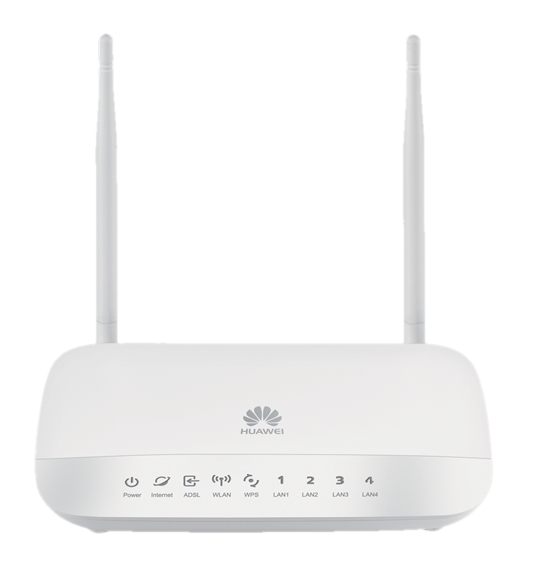 HUAWEI
1 2 3 4
Power Internet ADSL WLAN WPS LAN1 LAN2 LAN3 LAN4